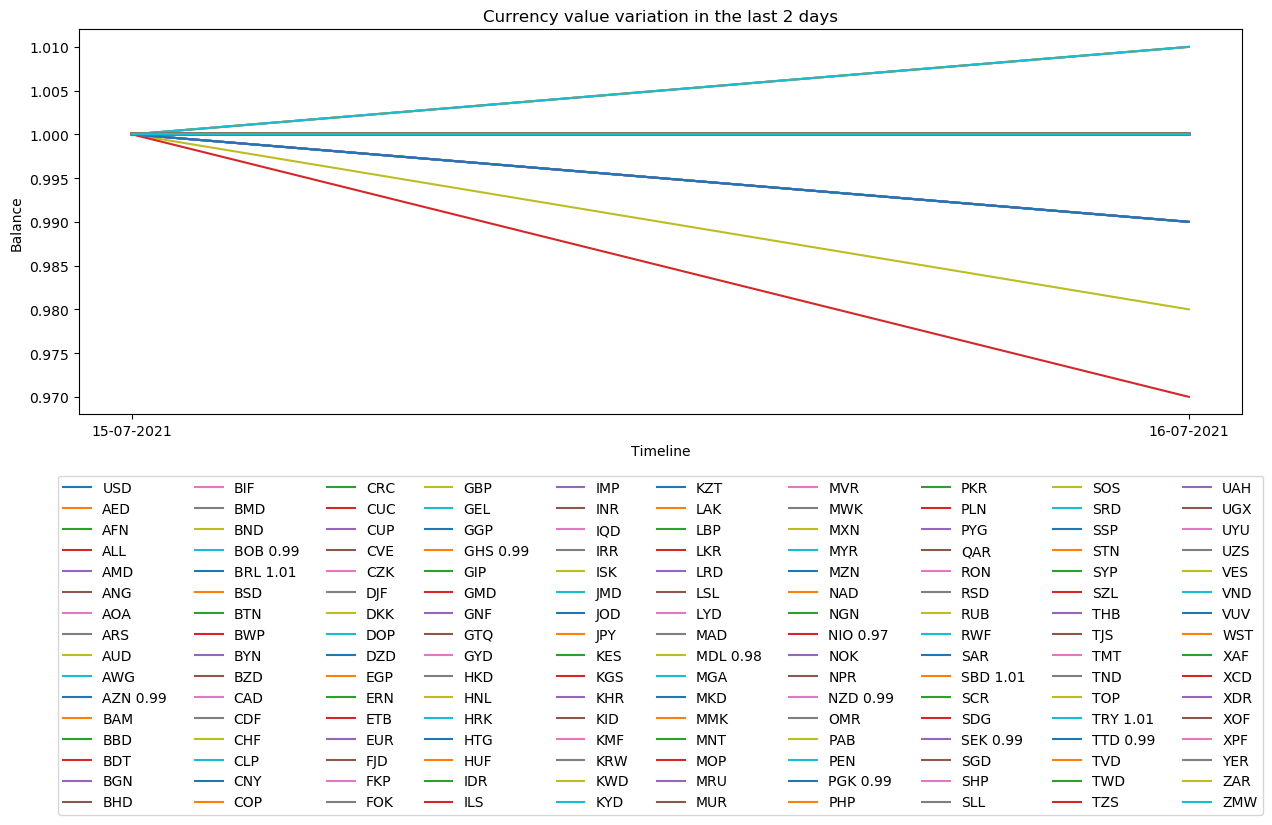 Currency value variation in the last 2 days
1.010
1.005
1.000
0.995
0.990
0.985
0.980
0.975
0.970
Balance
15-07-2021 16-07-2021
Timeline
USD BIF CRC GBP IMP KZT MVR PKR SOS UAH
AED BMD CUC GEL INR LAK MWK PLN SRD UGX
AFN BND CUP GGP IQD LBP MXN PYG SSP UYU
ALL BOB 0.99 CVE GHS 0.99 IRR LKR MYR QAR STN UZS
AMD BRL 1.01 CZK GIP ISK LRD MZN RON SYP VES
ANG BSD DJF GMD JMD LSL NAD RSD SZL VND
AOA BTN DKK GNF JOD LYD NGN RUB THB VUV
ARS BWP DOP GTQ JPY MAD NIO 0.97 RWF TJS WST
AUD BYN DZD GYD KES MDL 0.98 NOK SAR TMT XAF
AWG BZD EGP HKD KGS MGA NPR SBD 1.01 TND XCD
AZN 0.99 CAD ERN HNL KHR MKD NZD 0.99 SCR TOP XDR
BAM CDF ETB HRK KID MMK OMR SDG TRY 1.01 XOF
BBD CHF EUR HTG KMF MNT PAB SEK 0.99 TTD 0.99 XPF
BDT CLP FJD HUF KRW MOP PEN SGD TVD YER
BGN CNY FKP IDR KWD MRU PGK 0.99 SHP TWD ZAR
BHD COP FOK ILS KYD MUR PHP SLL TZS ZMW